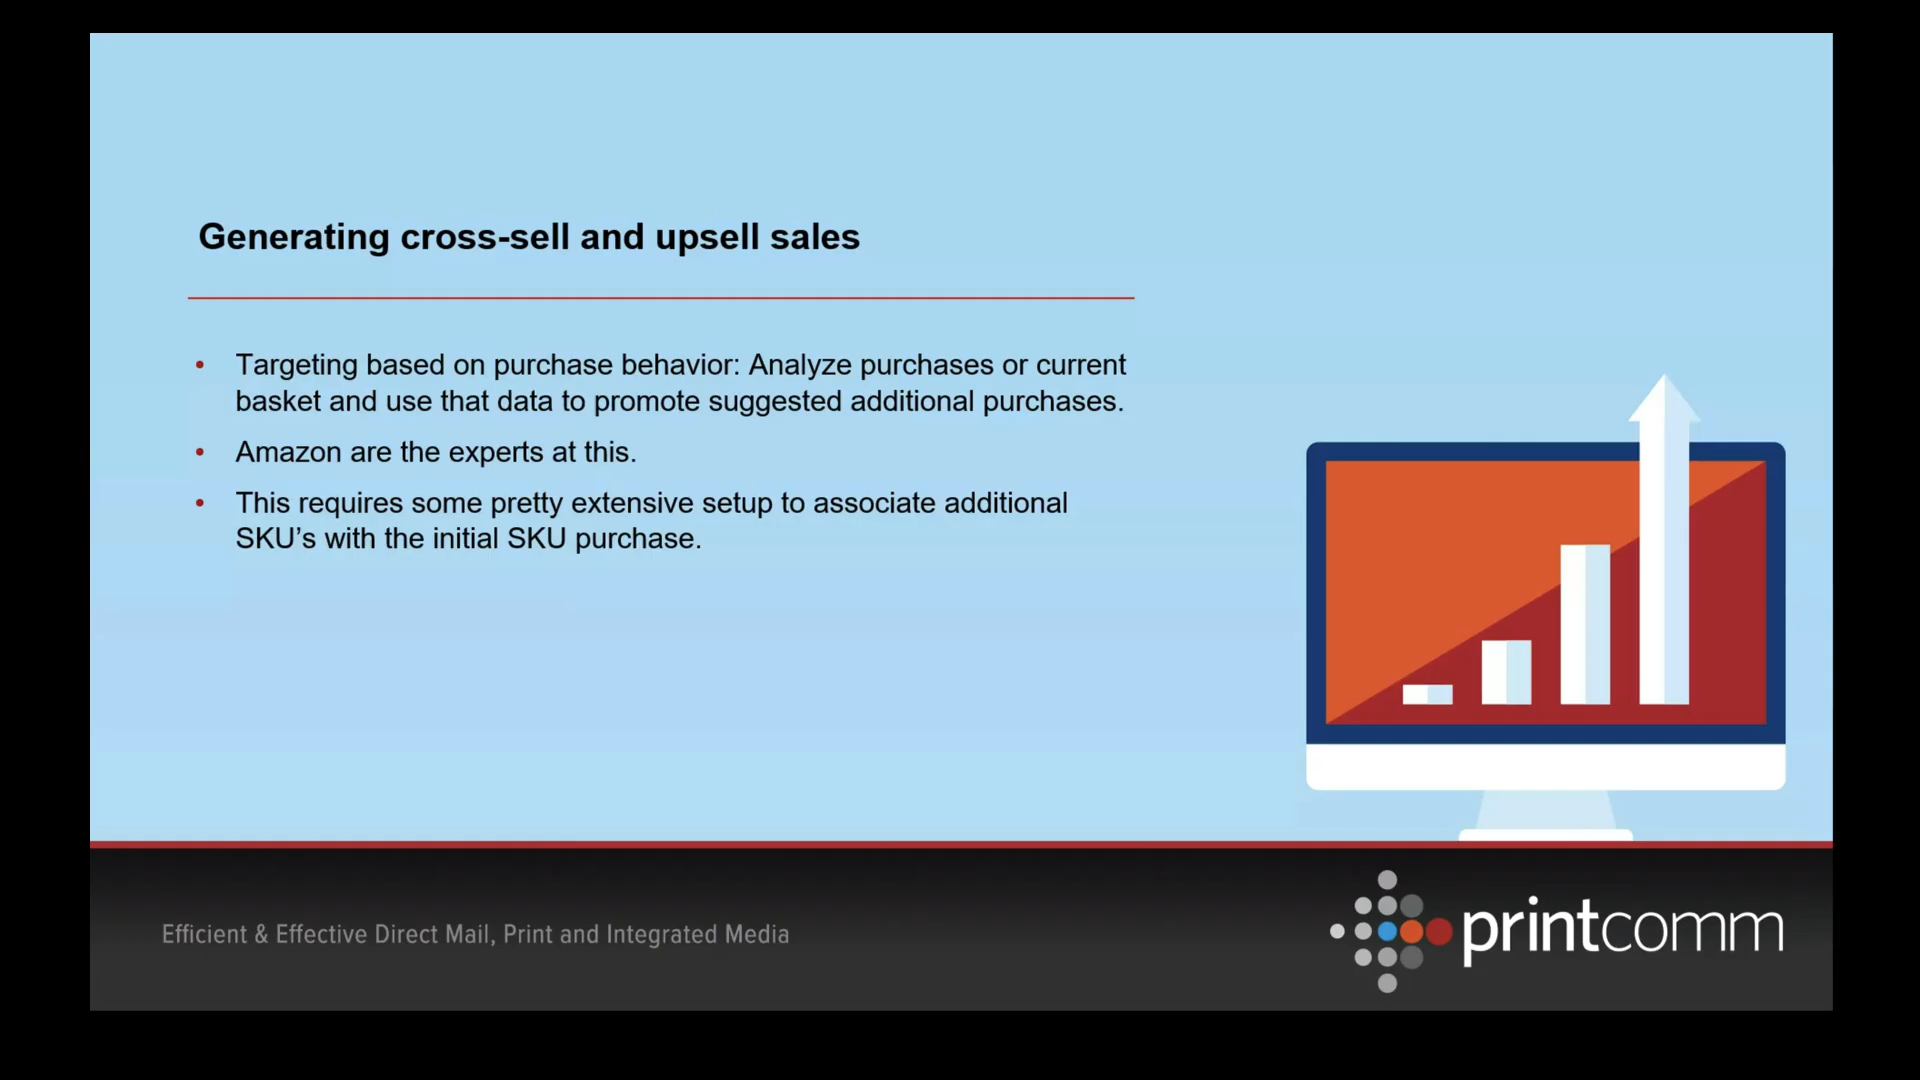 Generating cross-sell and upsell sales
• Targeting based on purchase behavior: Analyze purchases or current
basket and use that data to promote suggested additional purchases.
• Amazon are the experts at this.
• This requires some pretty extensive setup to associate additional
SKU’s with the initial SKU purchase.
Efficient & Effective Direct Mail, Print and Integrated Media
printcomm